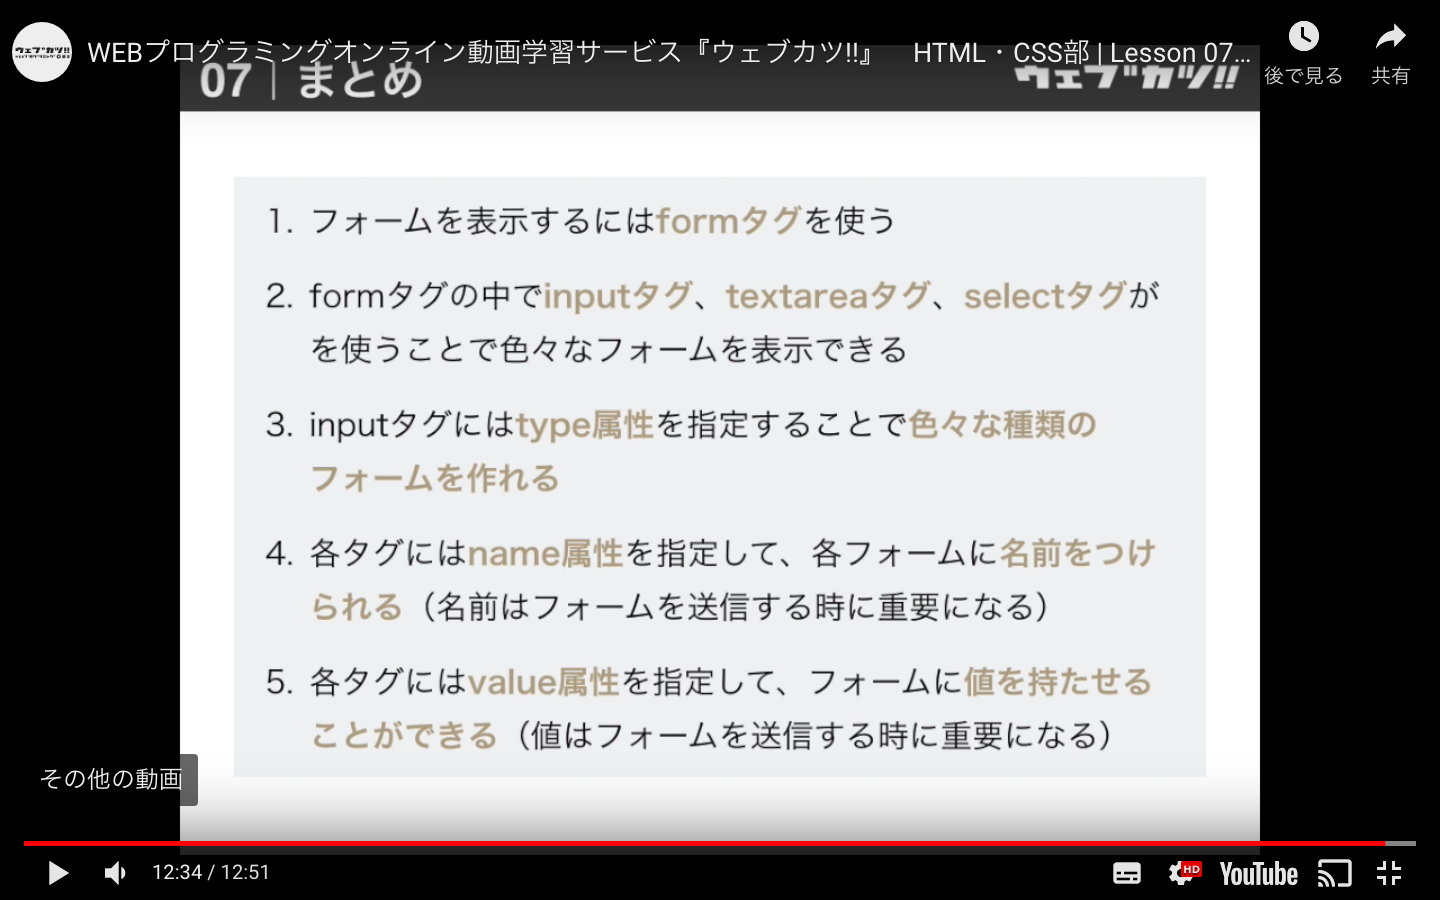 WEBプログラミングオンライン動画学習サービス『ウェブカツ!!』　HTML・CSS部 | Lesson 07...
後で見る
共有
07 | まとめ
ウェブカツ!!
1. フォームを表示するにはformタグを使う
2. formタグの中でinputタグ、textareaタグ、selectタグが
を使うことで色々なフォームを表示できる
3. inputタグにはtype属性を指定することで色々な種類の
フォームを作れる
4. 各タグにはname属性を指定して、各フォームに名前をつけ
られる（名前はフォームを送信する時に重要になる）
5. 各タグにはvalue属性を指定して、フォームに値を持たせる
ことができる（値はフォームを送信する時に重要になる）
その他の動画
12:34 / 12:51
HD
YouTube